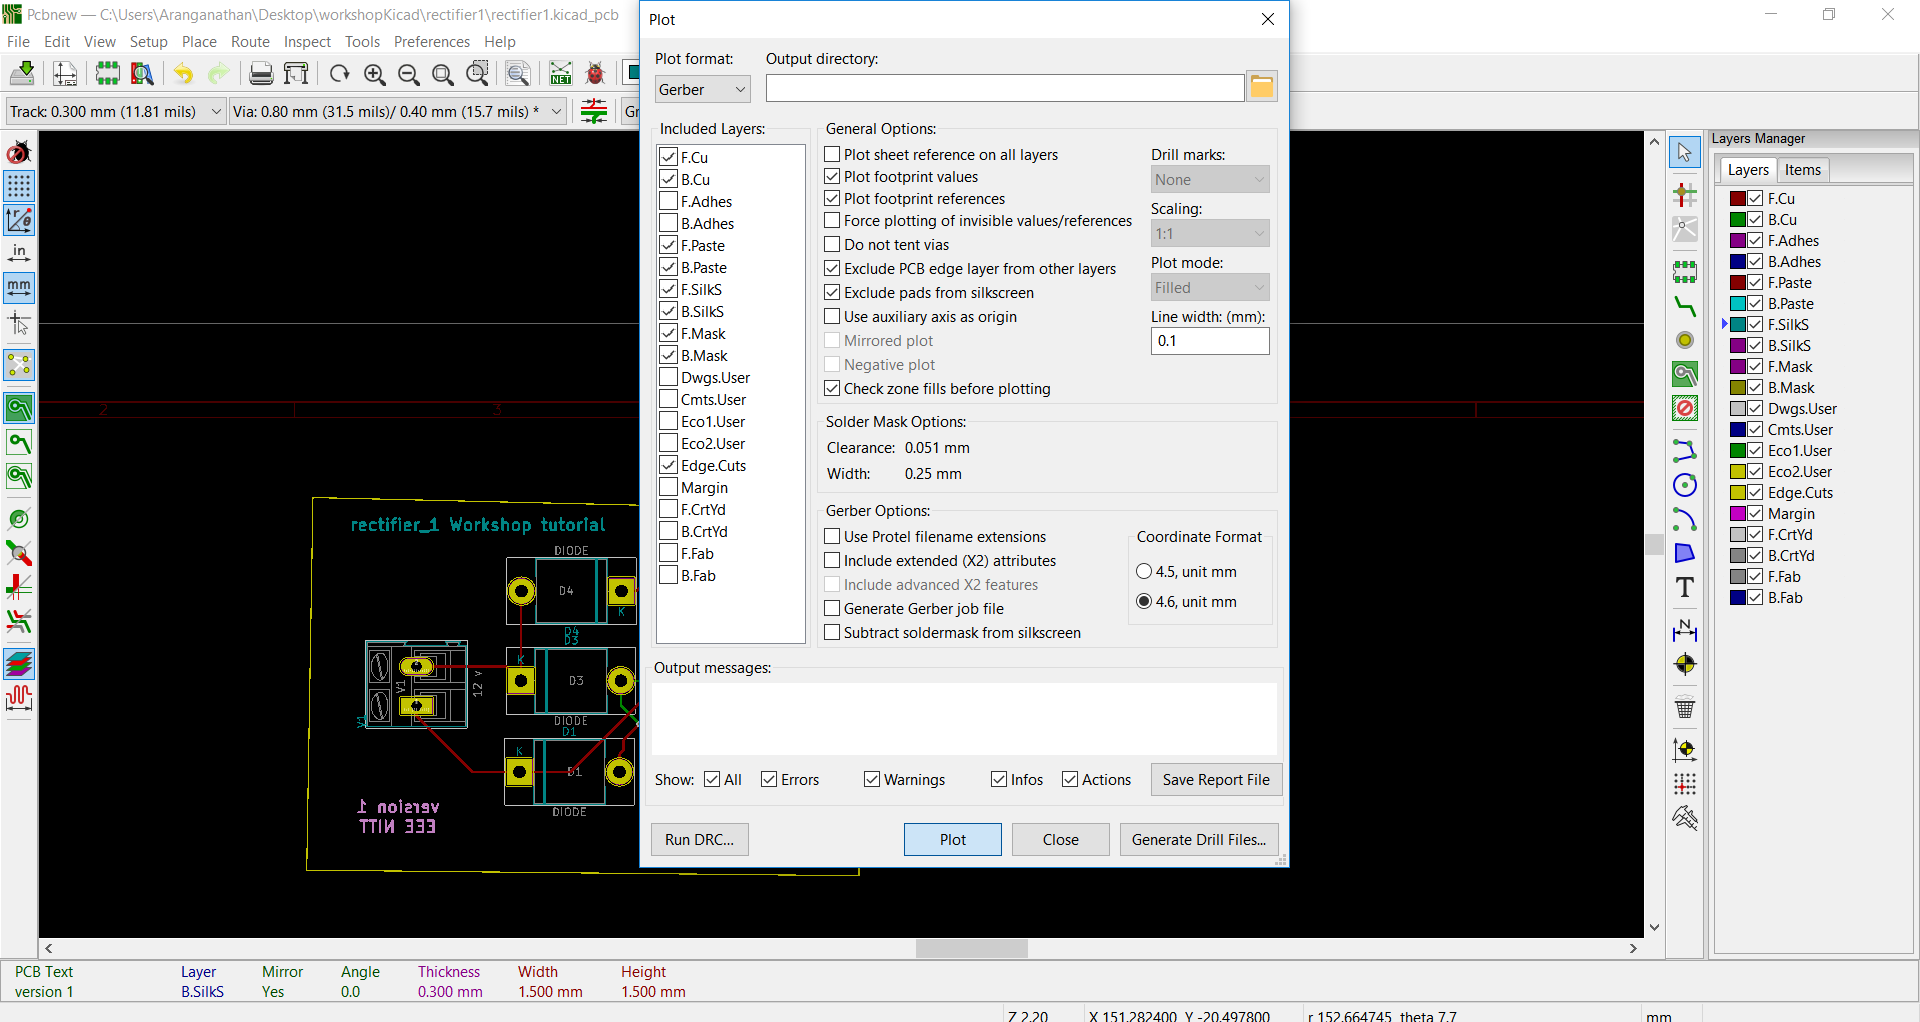 Pcbnew — C:\Users\Aranganathan\Desktop\workshopKicad\rectifier1\rectifier1.kicad_pcb
File Edit View Setup Place Route Inspect Tools Preferences Help
NET
Track: 0.300 mm (11.81 mils)
Via: 0.80 mm (31.5 mils)/ 0.40 mm (15.7 mils) *
Gr
in
mm
Plot
Plot format:
Output directory:
Gerber
Included Layers:
F.Cu
B.Cu
F.Adhes
B.Adhes
F.Paste
B.Paste
F.SilkS
B.SilkS
F.Mask
B.Mask
Dwgs.User
Cmts.User
Eco1.User
Eco2.User
Edge.Cuts
Margin
F.CrtYd
B.CrtYd
F.Fab
B.Fab
General Options:
Plot sheet reference on all layers
Plot footprint values
Plot footprint references
Force plotting of invisible values/references
Do not tent vias
Exclude PCB edge layer from other layers
Exclude pads from silkscreen
Use auxiliary axis as origin
Mirrored plot
Negative plot
Check zone fills before plotting
Drill marks:
None
Scaling:
1:1
Plot mode:
Filled
Line width: (mm):
0.1
Solder Mask Options:
Clearance: 0.051 mm
Width: 0.25 mm
Gerber Options:
Use Protel filename extensions
Include extended (X2) attributes
Include advanced X2 features
Generate Gerber job file
Subtract soldermask from silkscreen
Coordinate Format
4.5, unit mm
4.6, unit mm
Output messages:
Show: All Errors Warnings Infos Actions
Save Report File
Run DRC...
Plot
Close
Generate Drill Files...
2
3
rectifier_1 Workshop tutorial
DIODE
D4
K
D4
D3
K
D3
DIODE
D1
K
D1
DIODE
V1
V1
12 v
version 1
EEE NITT
Layers Manager
Layers Items
F.Cu
B.Cu
F.Adhes
B.Adhes
F.Paste
B.Paste
F.SilkS
B.SilkS
F.Mask
B.Mask
Dwgs.User
Cmts.User
Eco1.User
Eco2.User
Edge.Cuts
Margin
F.CrtYd
B.CrtYd
F.Fab
B.Fab
T
N
PCB Text Layer Mirror Angle Thickness Width Height
version 1 B.SilkS Yes 0.0 0.300 mm 1.500 mm 1.500 mm
Z 2.20 X 151.282400 Y -20.497800 r 152.664745 theta 7.7 mm